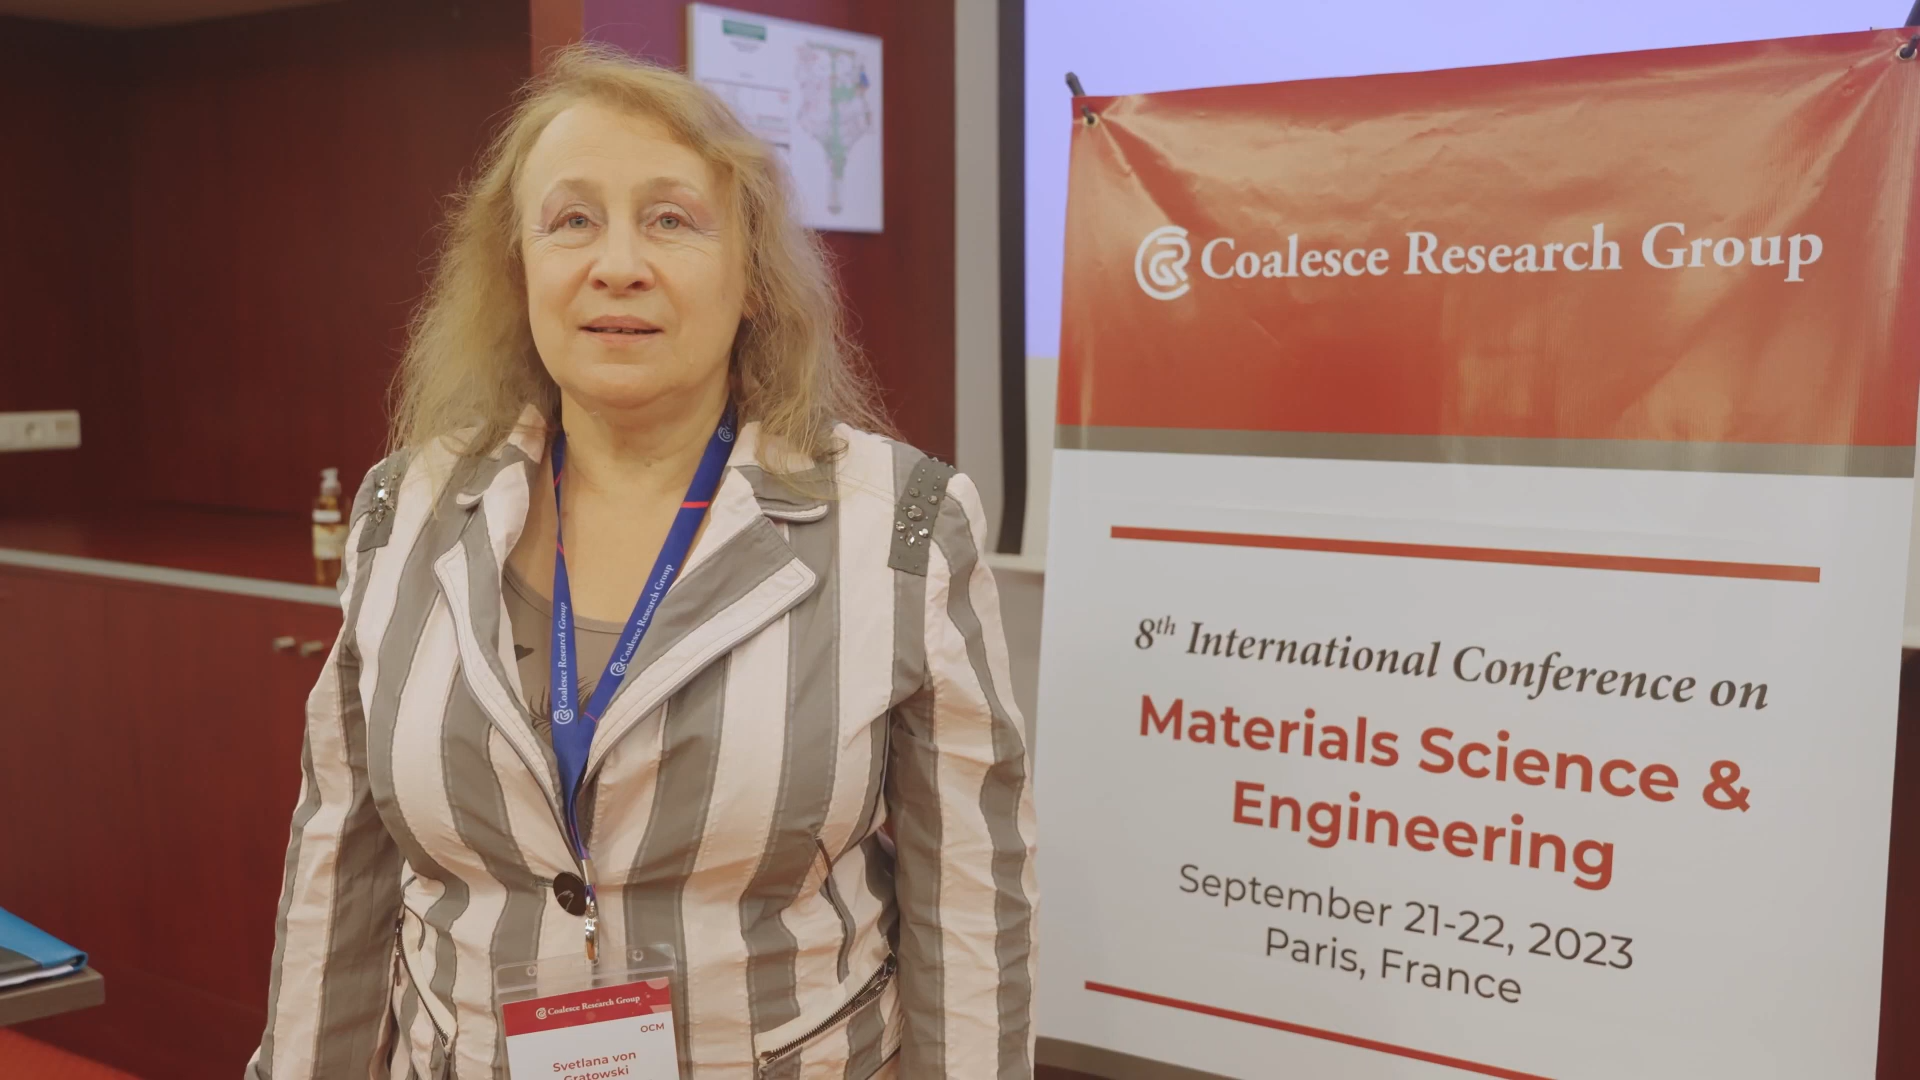 Coalesce Research Group
8th International Conference on
Materials Science &
Engineering
September 21-22, 2023
Paris, France
Coalesce Research Group
Coalesce Research Group
Coalesce Research Group
OCM
Svetlana von
Gratowski